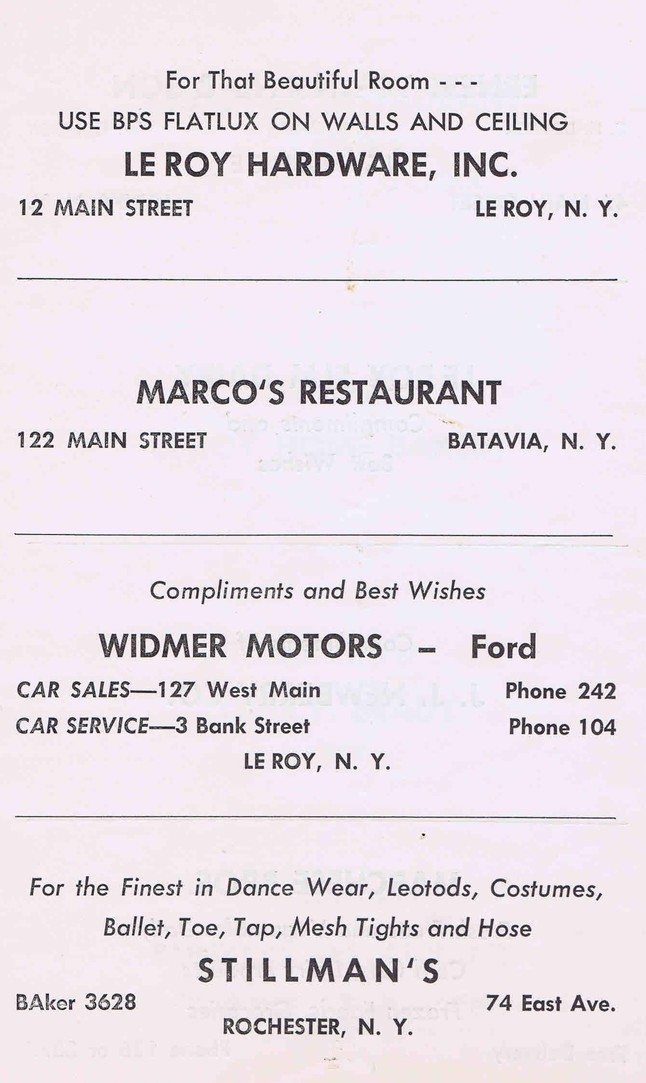 For That Beautiful Room - - -
USE BPS FLATLUX ON WALLS AND CEILING
LE ROY HARDWARE, INC.
12 MAIN STREET LE ROY, N. Y.
MARCO'S RESTAURANT
122 MAIN STREET BATAVIA, N. Y.
Compliments and Best Wishes
WIDMER MOTORS – Ford
CAR SALES—127 West Main Phone 242
CAR SERVICE—3 Bank Street Phone 104
LE ROY, N. Y.
For the Finest in Dance Wear, Leotods, Costumes,
Ballet, Toe, Tap, Mesh Tights and Hose
STILLMAN'S
BAker 3628 74 East Ave.
ROCHESTER, N. Y.